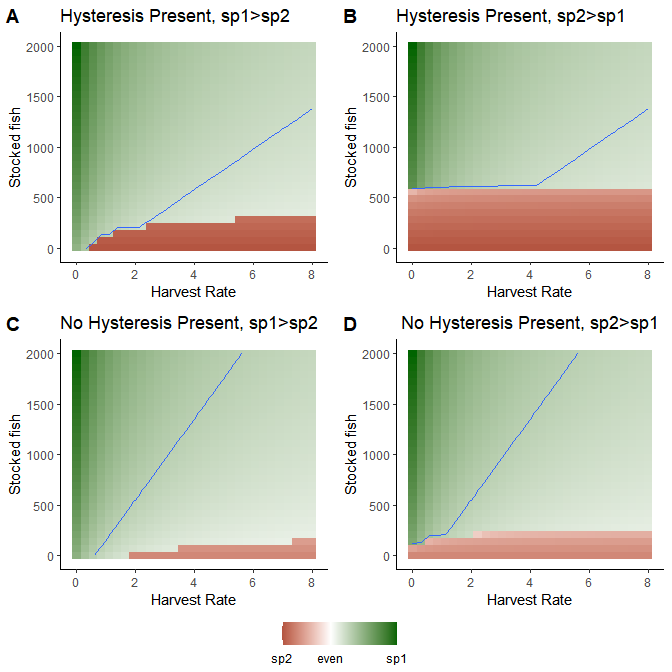 A Hysteresis Present, sp1>sp2
B Hysteresis Present, sp2>sp1
Stocked fish
2000
1500
1000
500
0
0 2 4 6 8
Harvest Rate
Stocked fish
2000
1500
1000
500
0
0 2 4 6 8
Harvest Rate
C No Hysteresis Present, sp1>sp2
D No Hysteresis Present, sp2>sp1
Stocked fish
2000
1500
1000
500
0
0 2 4 6 8
Harvest Rate
Stocked fish
2000
1500
1000
500
0
0 2 4 6 8
Harvest Rate
sp2 even sp1